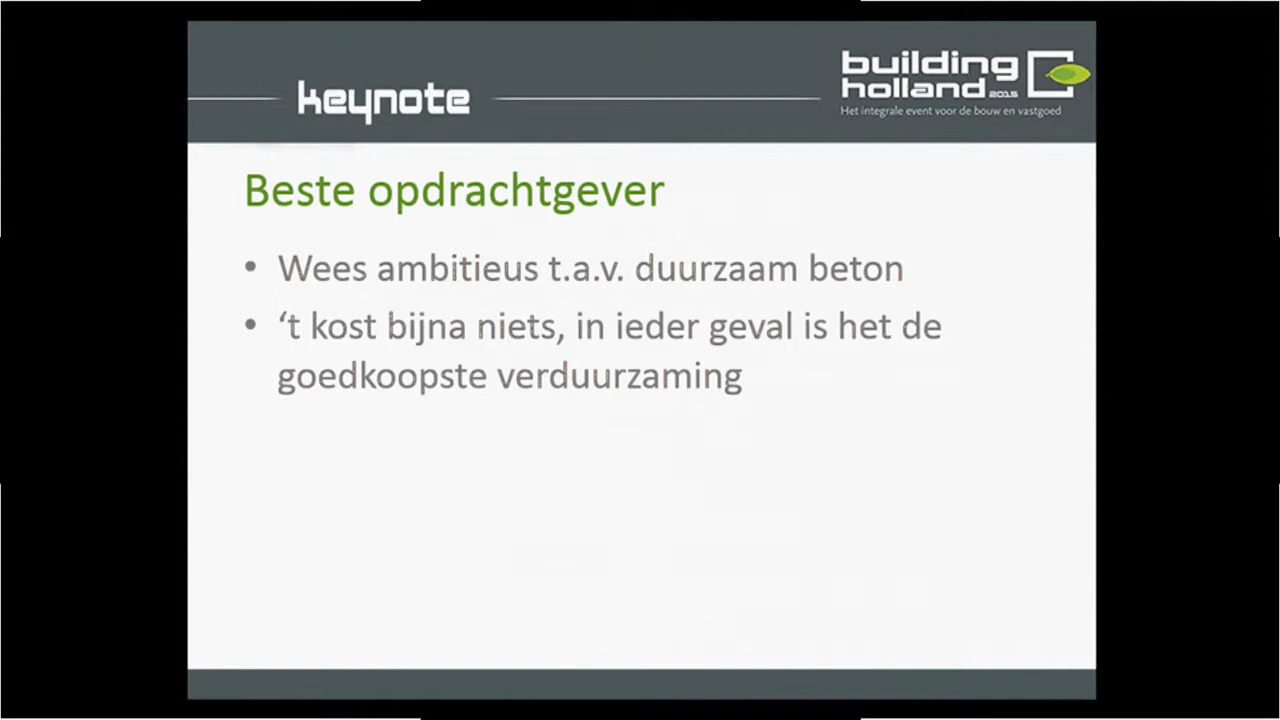 keynote
building
holland 2015
Het integrale event voor de bouw en vastgoed
Beste opdrachtgever
• Wees ambitieus t.a.v. duurzaam beton
• ‘t kost bijna niets, in ieder geval is het de
goedkoopste verduurzaming